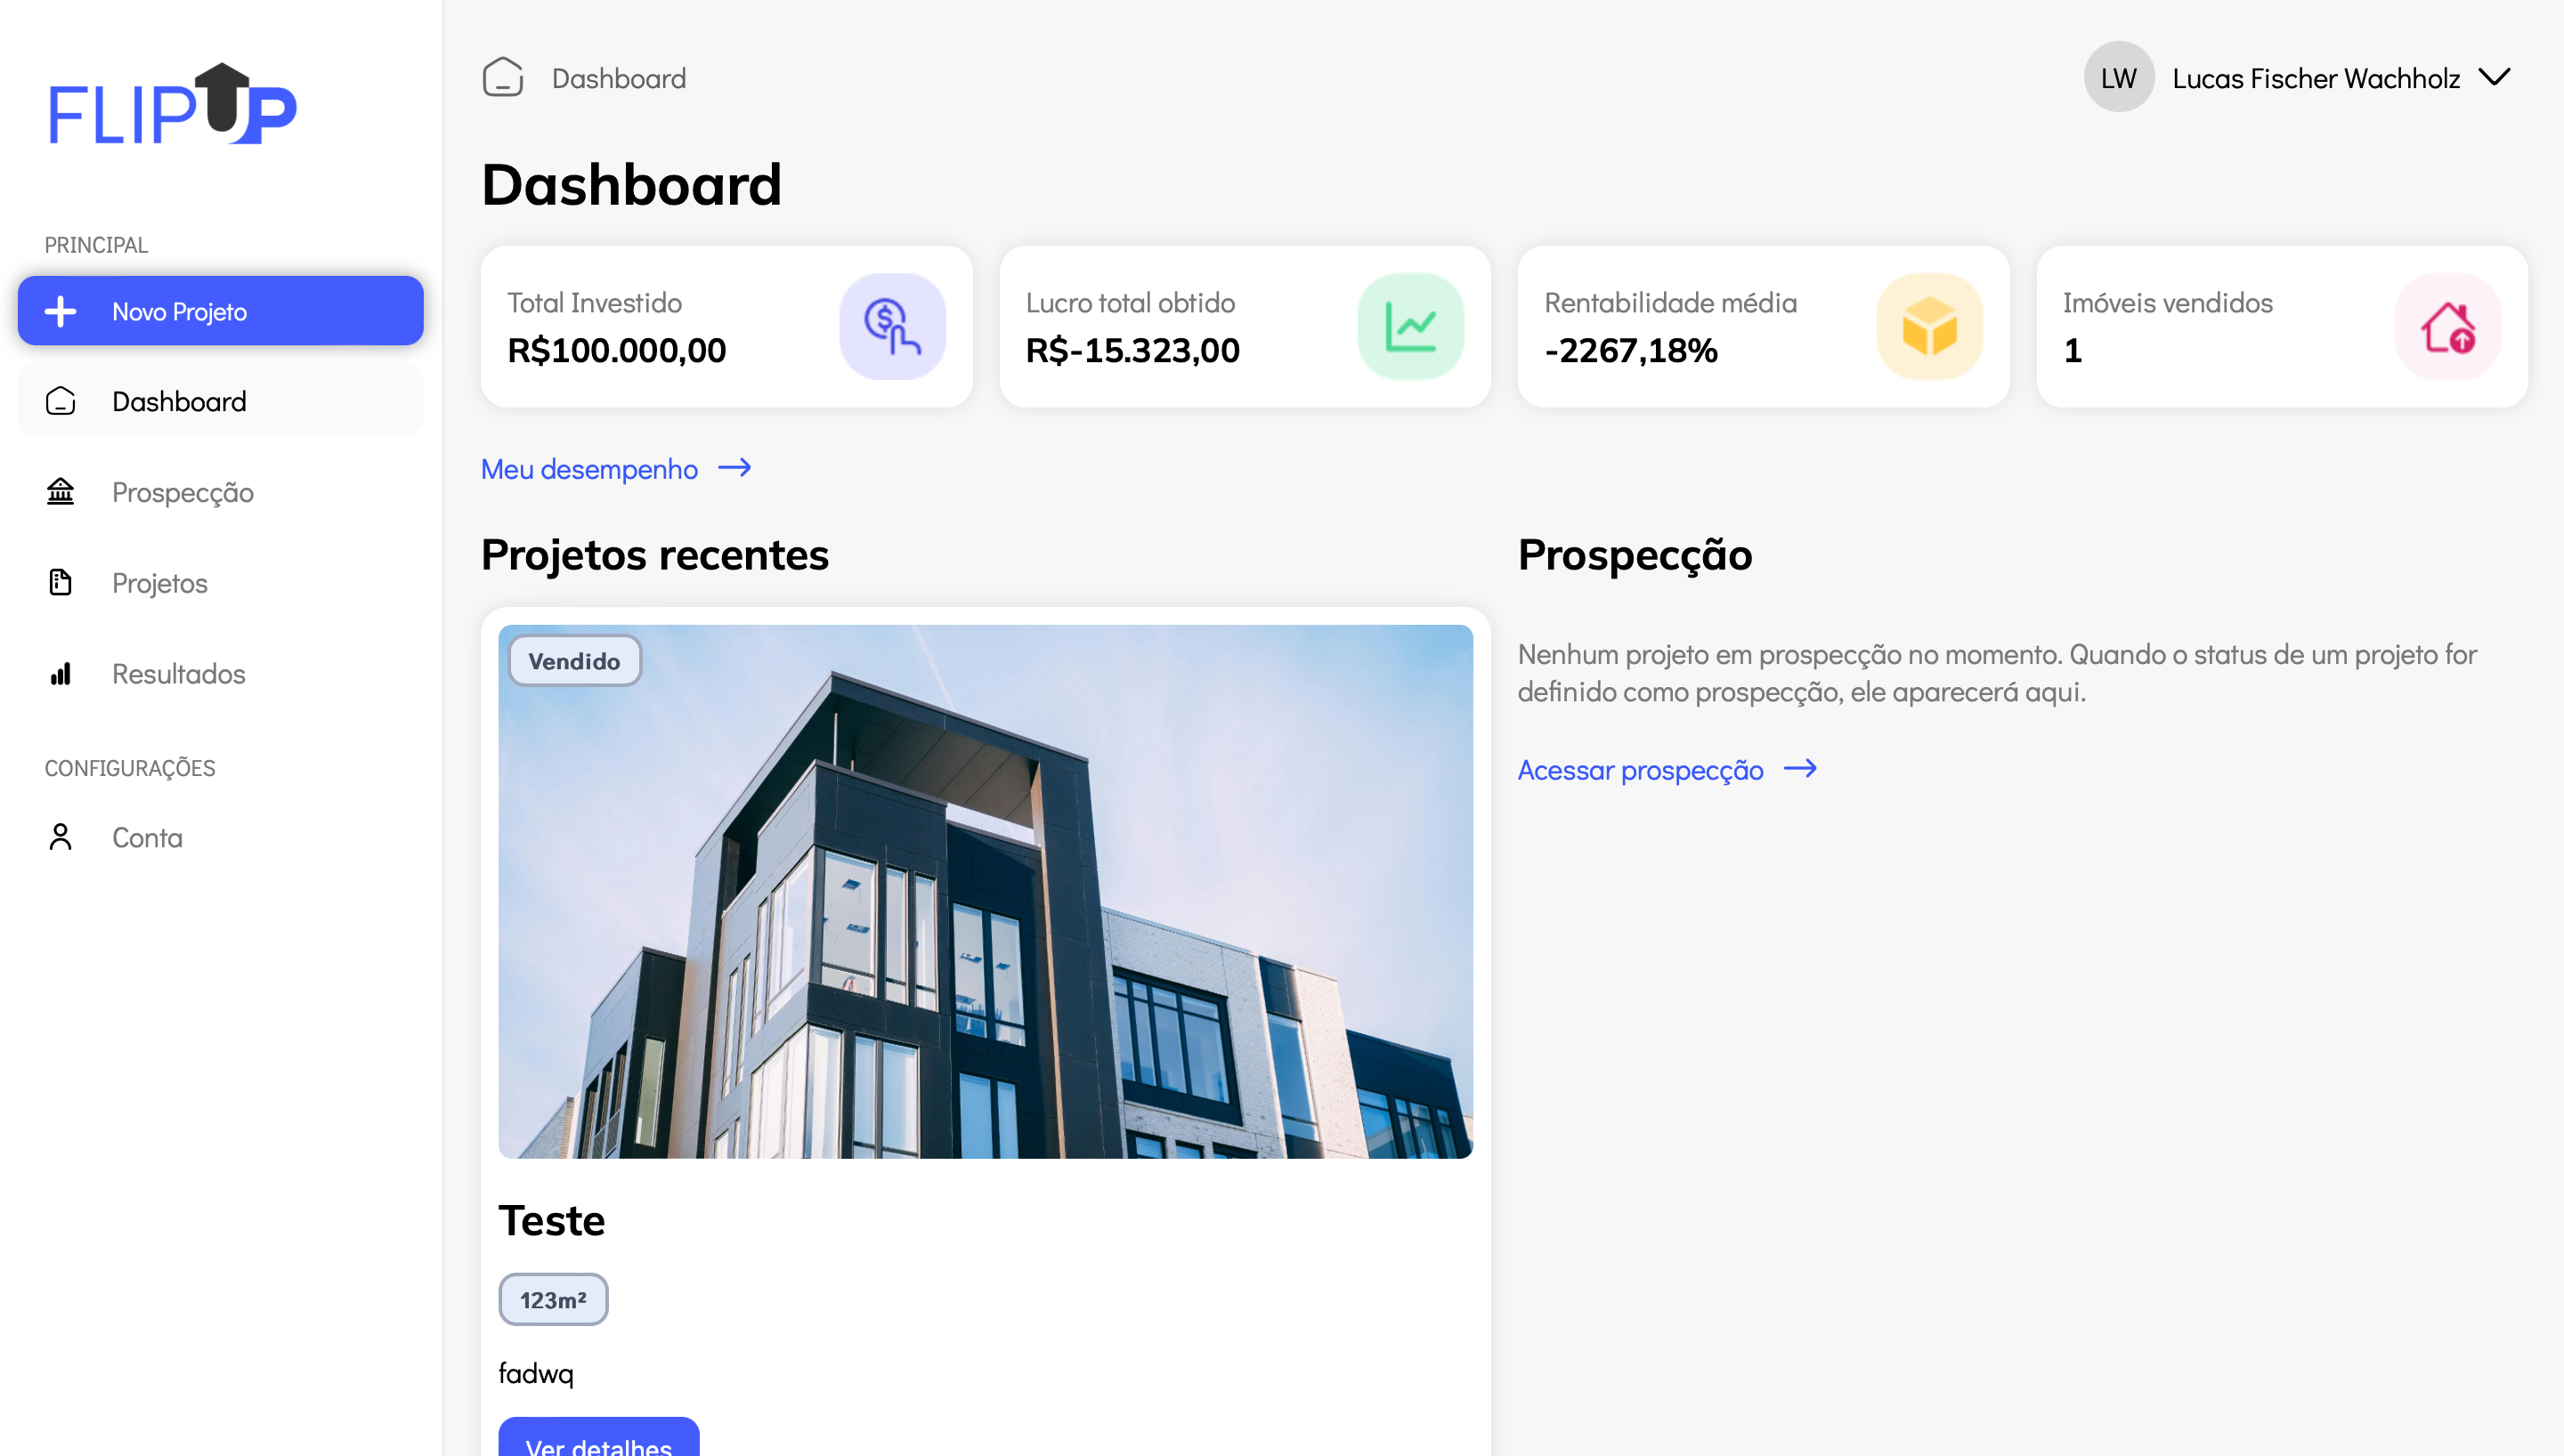 FLIPUP
PRINCIPAL
Novo Projeto
Dashboard
Prospecção
Projetos
Resultados
CONFIGURAÇÕES
Conta
Dashboard
LW Lucas Fischer Wachholz
Dashboard
Total Investido
R$100.000,00
Lucro total obtido
R$-15.323,00
Rentabilidade média
-2267,18%
Imóveis vendidos
1
Meu desempenho
Projetos recentes
Vendido
Teste
123m²
fadwq
Ver detalhes
Prospecção
Nenhum projeto em prospecção no momento. Quando o status de um projeto for
definido como prospecção, ele aparecerá aqui.
Acessar prospecção